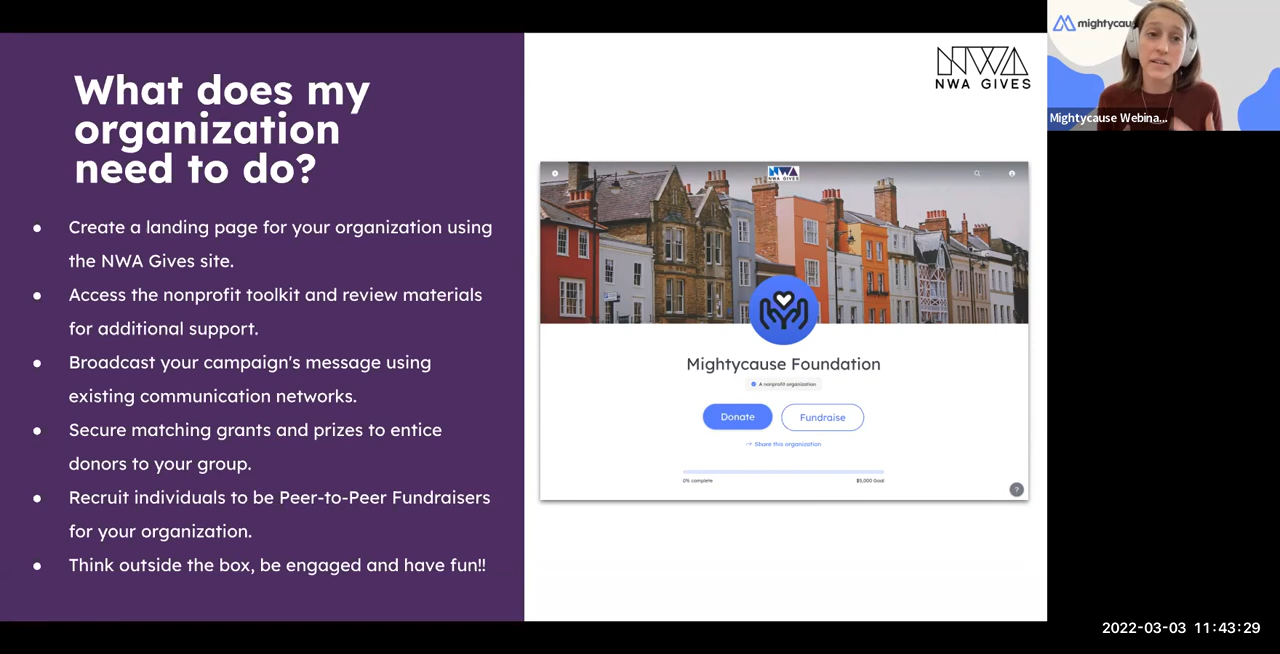 What does my
organization
need to do?
● Create a landing page for your organization using
the NWA Gives site.
● Access the nonprofit toolkit and review materials
for additional support.
● Broadcast your campaign's message using
existing communication networks.
● Secure matching grants and prizes to entice
donors to your group.
● Recruit individuals to be Peer-to-Peer Fundraisers
for your organization.
● Think outside the box, be engaged and have fun!!
NWA
NWA GIVES
NWA
NWA GIVES
Mightycause Foundation
A nonprofit organization
Donate Fundraise
Share this organization
0% complete $5,000 Goal
?
mightycau
Mightycause Webina...
2022-03-03 11:43:29